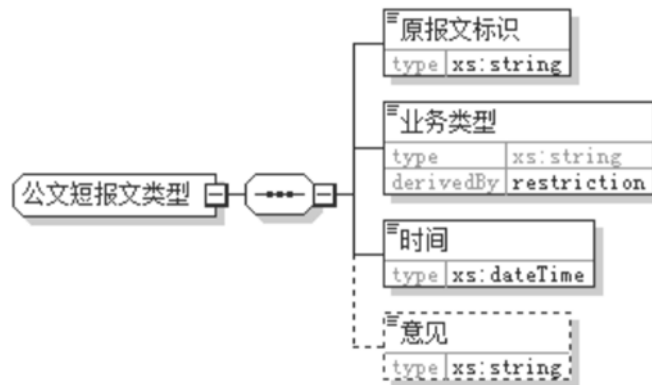 原报文标识
type xs:string
业务类型
type xs:string
derivedBy restriction
公文短报文类型
时间
type xs:dateTime
意见
type xs:string